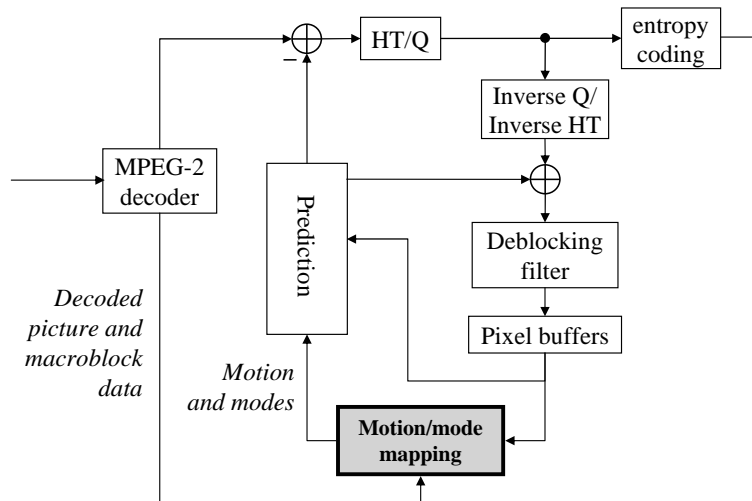 HT/Q
entropy
coding
Inverse Q/
Inverse HT
MPEG-2
decoder
Prediction
Deblocking
filter
Decoded
picture and
macroblock
data
Pixel buffers
Motion
and modes
Motion/mode
mapping